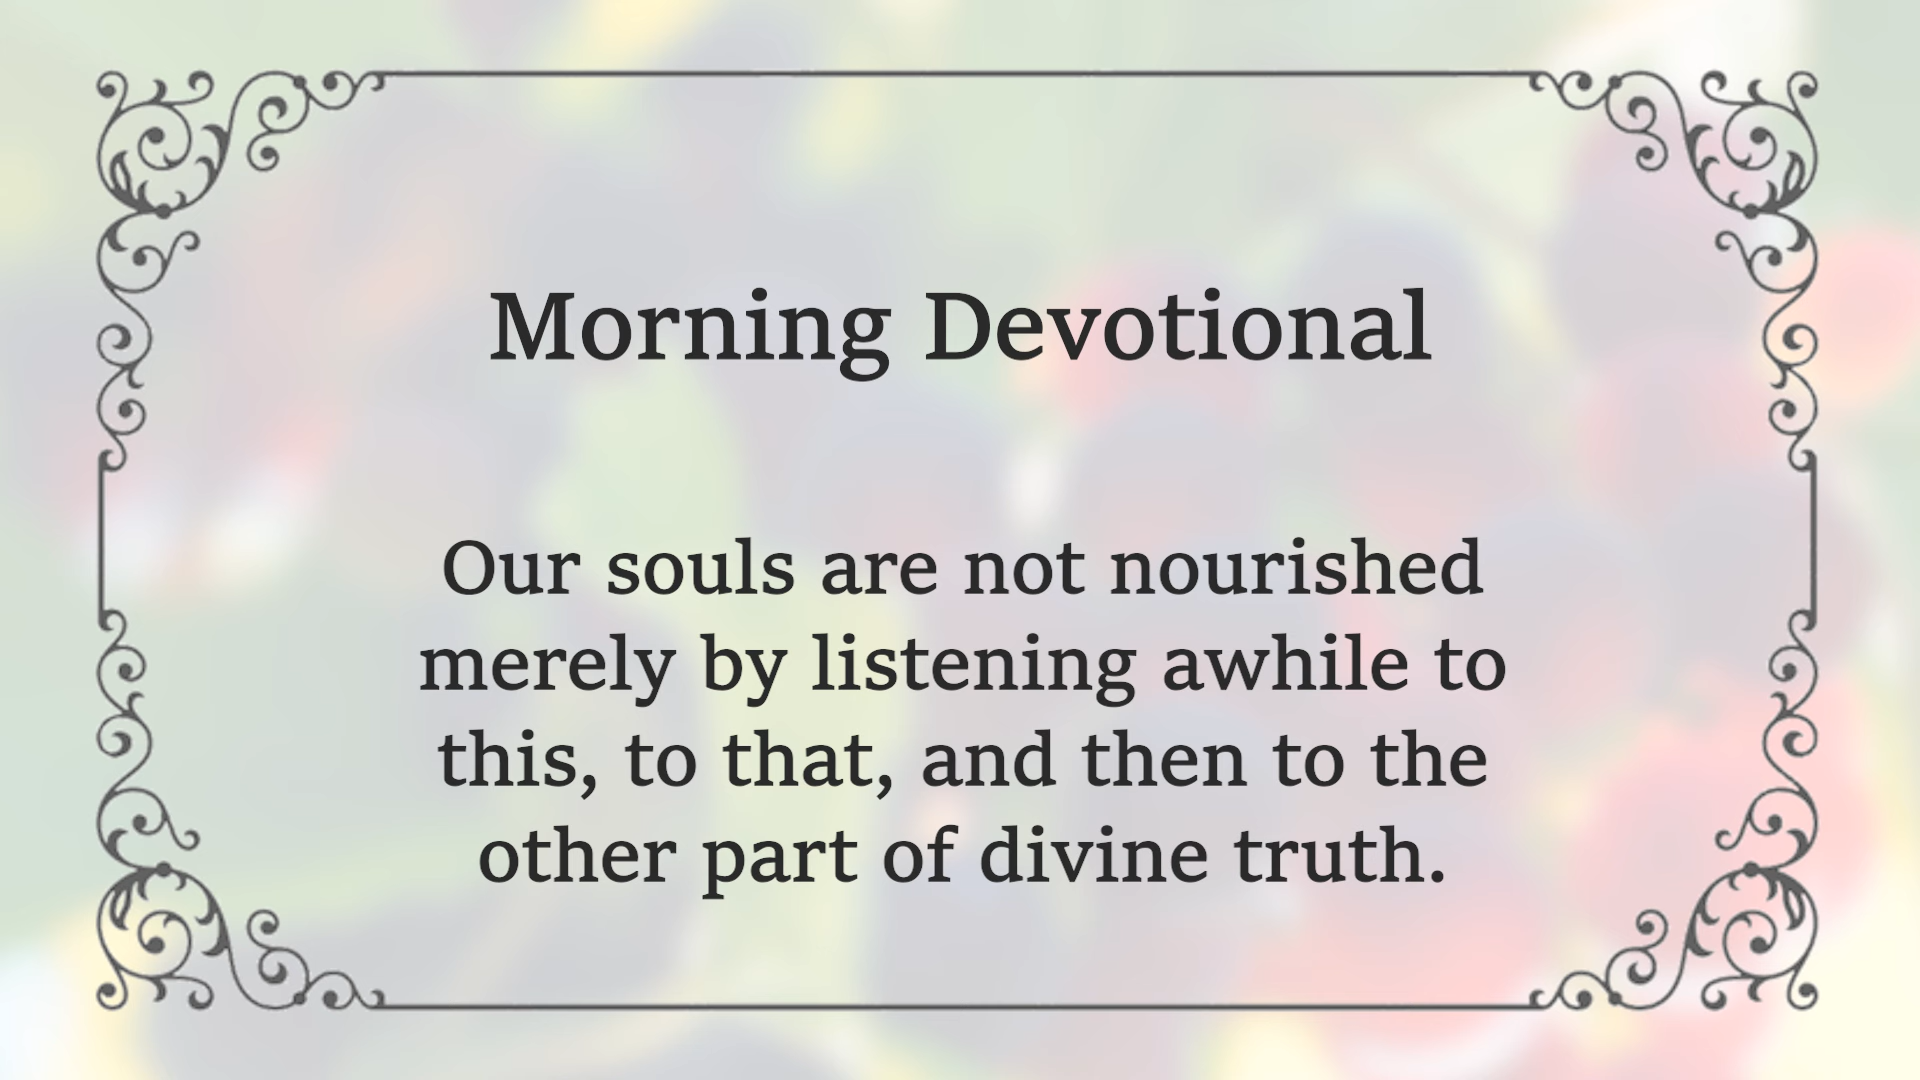 Morning Devotional
Our souls are not nourished
merely by listening awhile to
this, to that, and then to the
other part of divine truth.